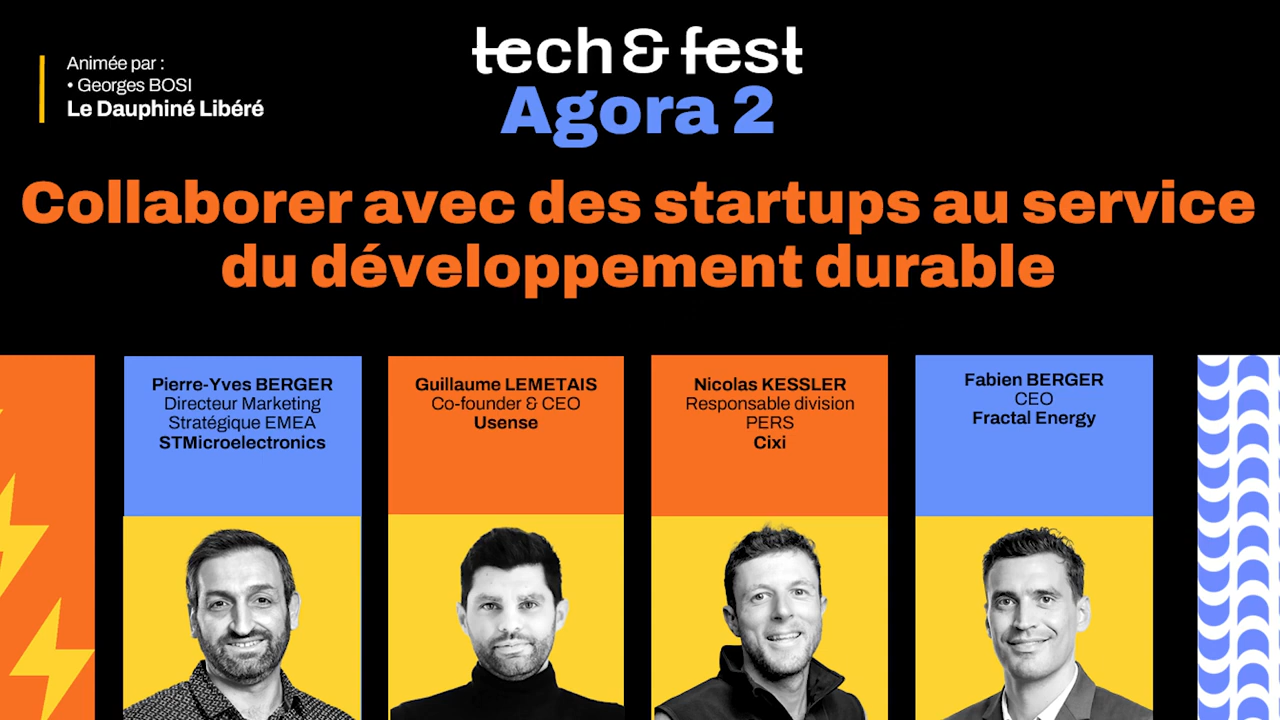 Animée par :
• Georges BOSI
Le Dauphiné Libéré
tech & fest
Agora 2
Collaborer avec des startups au service
du développement durable
Pierre-Yves BERGER
Directeur Marketing
Stratégique EMEA
STMicroelectronics
Guillaume LEMETAIS
Co-founder & CEO
Usense
Nicolas KESSLER
Responsable division
PERS
Cixi
Fabien BERGER
CEO
Fractal Energy